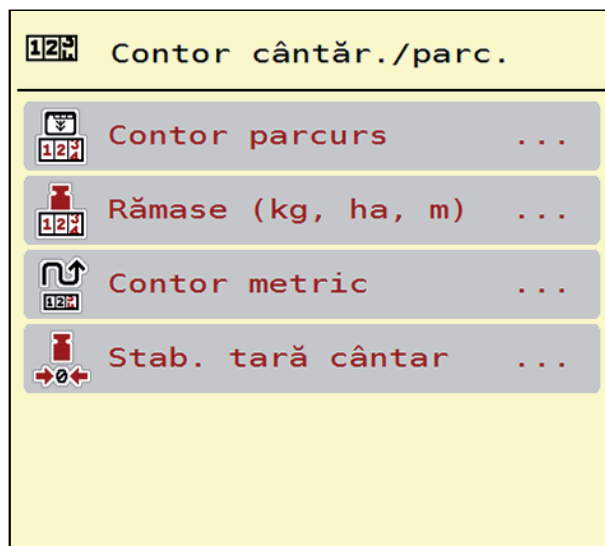 Contor cântăr./parc.
Contor parcurs ...
Rămase (kg, ha, m) ...
Contor metric ...
Stab. tară cântar ...